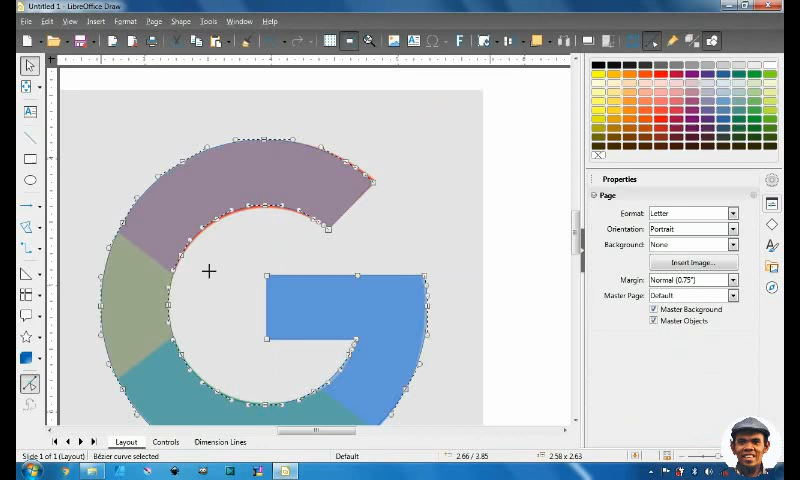 Untitled 1 - LibreOffice Draw
File Edit View Insert Format Page Shape Tools Window Help
Properties
Page
Format: Letter
Orientation: Portrait
Background: None
Insert Image...
Margin: Normal (0.75")
Master Page: Default
Master Background
Master Objects
Layout Controls Dimension Lines
Slide 1 of 1 (Layout) Bézier curve selected Default 2.66 / 3.85 2.58 x 2.63